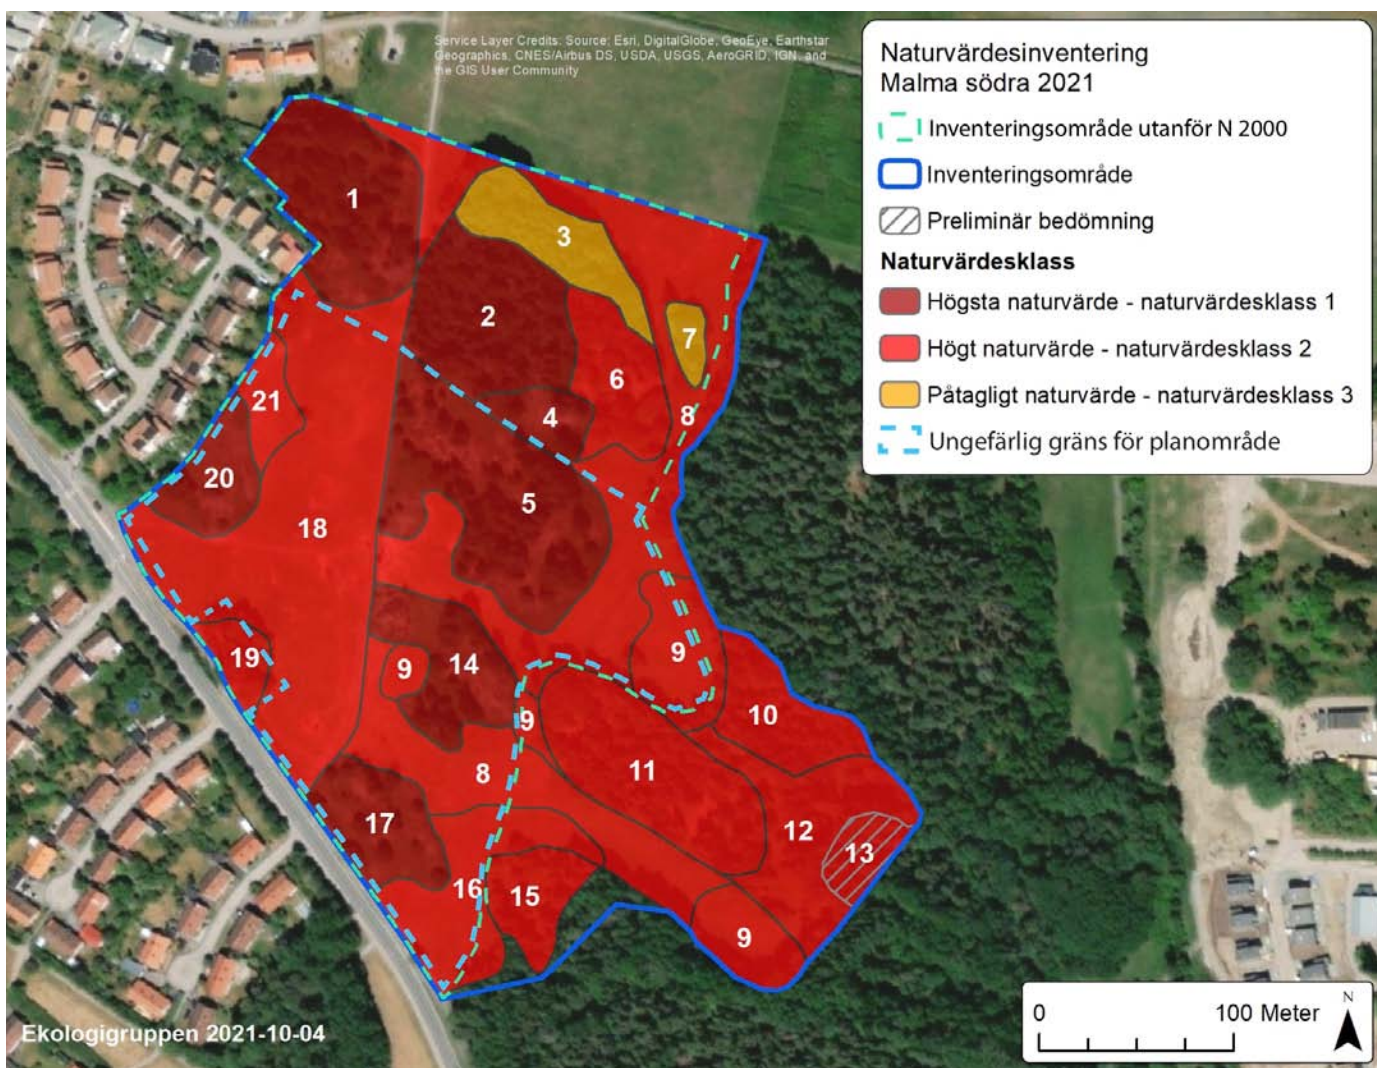 Service Layer Credits: Source: Esri, DigitalGlobe, GeoEye, Earthstar
Geographics, CNES/Airbus DS, USDA, USGS, AeroGRID, IGN, and
the GIS User Community
Naturvärdesinventering
Malma södra 2021
Inventeringsområde utanför N 2000
Inventeringsområde
Preliminär bedömning
Naturvärdesklass
Högsta naturvärde - naturvärdesklass 1
Högt naturvärde - naturvärdesklass 2
Påtagligt naturvärde - naturvärdesklass 3
Ungefärlig gräns för planområde
1
3
2
7
6
21
4
8
20
5
18
19
9
14
9
9
10
8
11
17
12
13
16
15
9
0 100 Meter
N
Ekologigruppen 2021-10-04